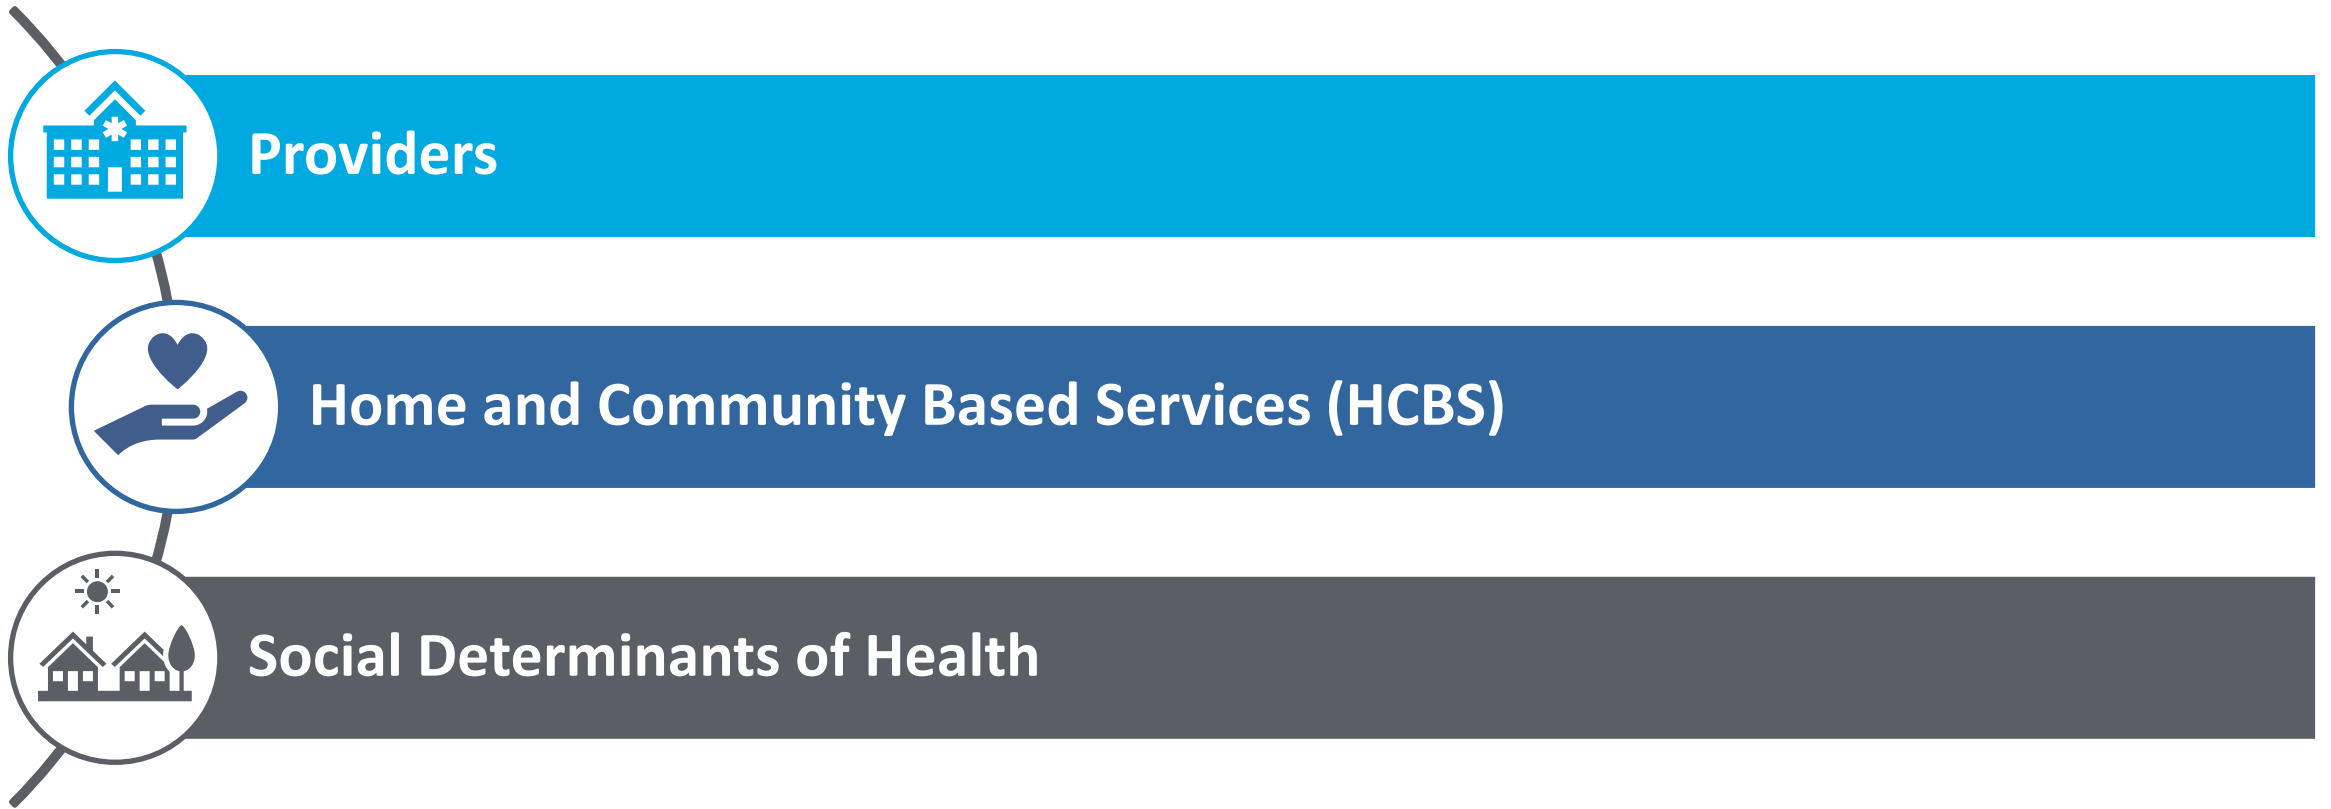 Providers
Home and Community Based Services (HCBS)
Social Determinants of Health